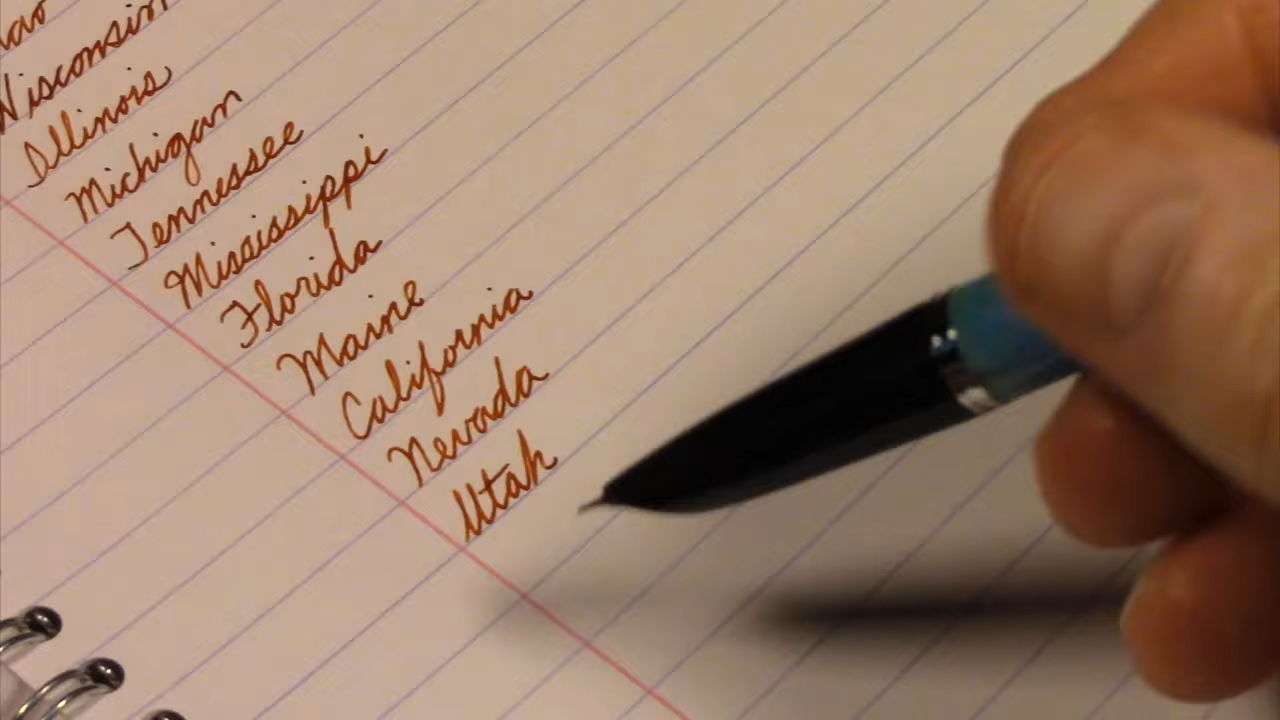 Wisconsin
Illinois
Michigan
Tennessee
Mississippi
Florida
Maine
California
Nevada
Utah